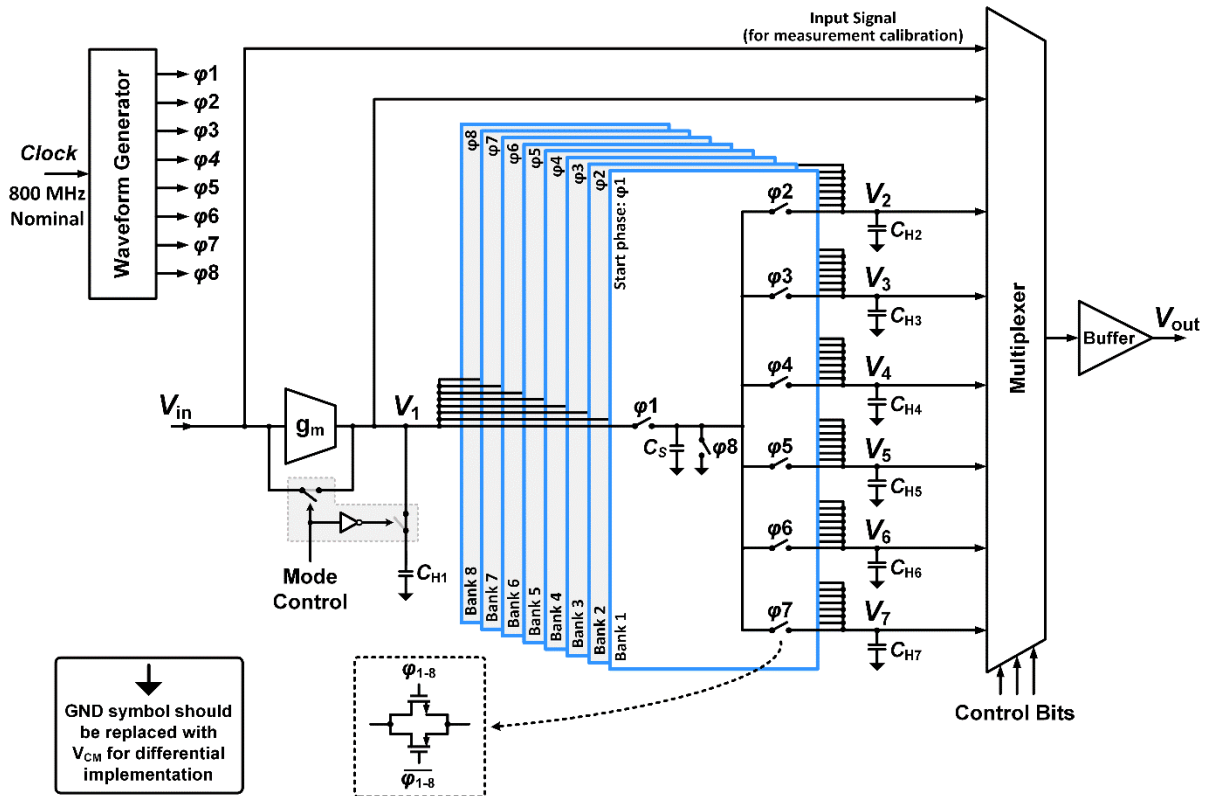 Input Signal
(for measurement calibration)
Waveform Generator
φ1
φ2
φ3
φ4
φ5
φ6
φ7
φ8
Clock
800 MHz
Nominal
φ8
φ7
φ6
φ5
φ4
φ3
φ2
Start phase: φ1
Bank 8
Bank 7
Bank 6
Bank 5
Bank 4
Bank 3
Bank 2
Bank 1
Vin
gm
V1
Mode
Control
CH1
φ1
CS
φ8
φ2
V2
CH2
φ3
V3
CH3
φ4
V4
CH4
φ5
V5
CH5
φ6
V6
CH6
φ7
V7
CH7
Multiplexer
Buffer
Vout
Control Bits
GND symbol should
be replaced with
VCM for differential
implementation
φ1-8
φ1-8